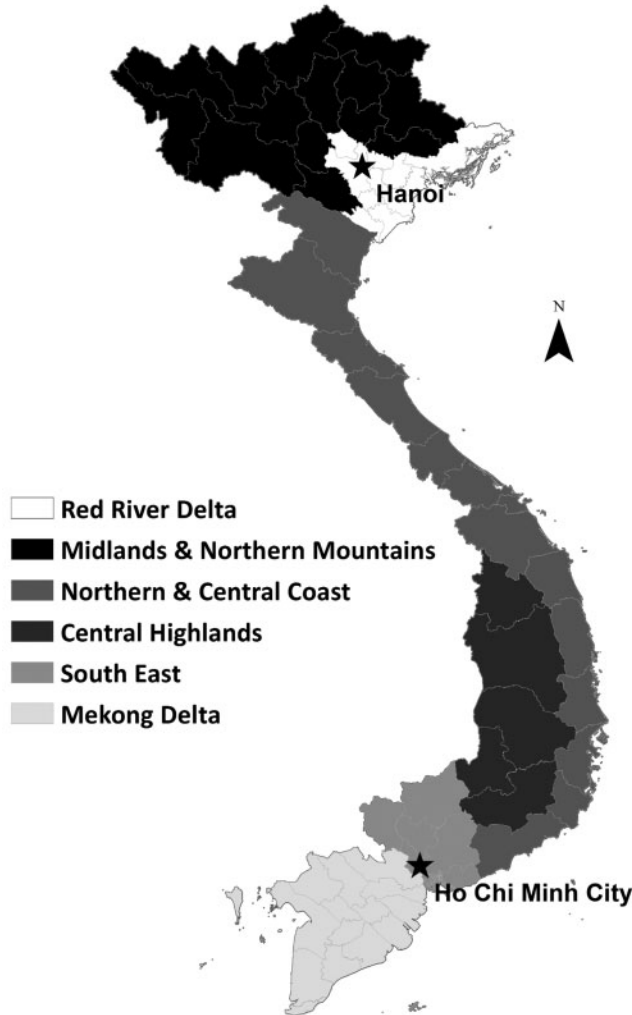 Hanoi
N
Red River Delta
Midlands & Northern Mountains
Northern & Central Coast
Central Highlands
South East
Mekong Delta
Ho Chi Minh City